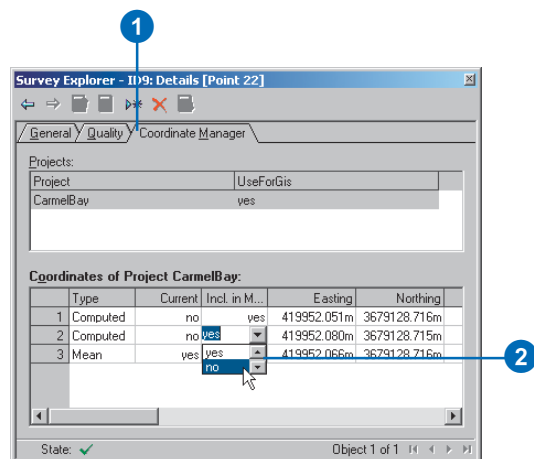 1
Survey Explorer - ID9: Details [Point 22]
General Quality Coordinate Manager
Projects:
Project UseForGis
CarmelBay yes
Coordinates of Project CarmelBay:
Type Current Incl. in M... Easting Northing
1 Computed no yes 419952.051m 3679128.714m
2 Computed no yes 419952.080m 3679128.715m
3 Mean yes yes 419952.066m 3679128.716m
no
2
State: Object 1 of 1